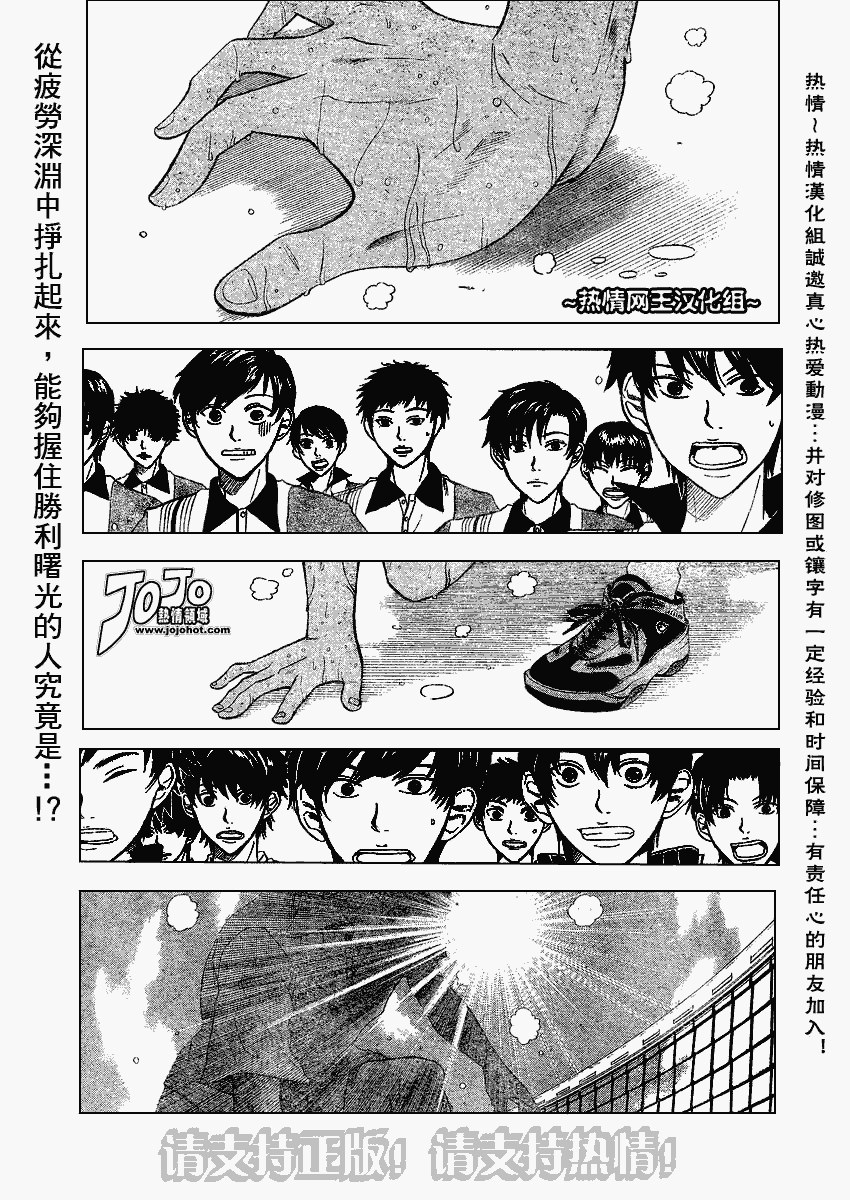 熱情~热情漢化組誠邀真心热爱動漫…并对修图或镶字有一定经验和时间保障…有责任心的朋友加入!
從疲勞深淵中掙扎起來，能夠握住勝利曙光的人究竟是…!?
~热情网王汉化组~
JOJO
熱情領域
www.jojohot.com
请支持正版! 请支持热情!